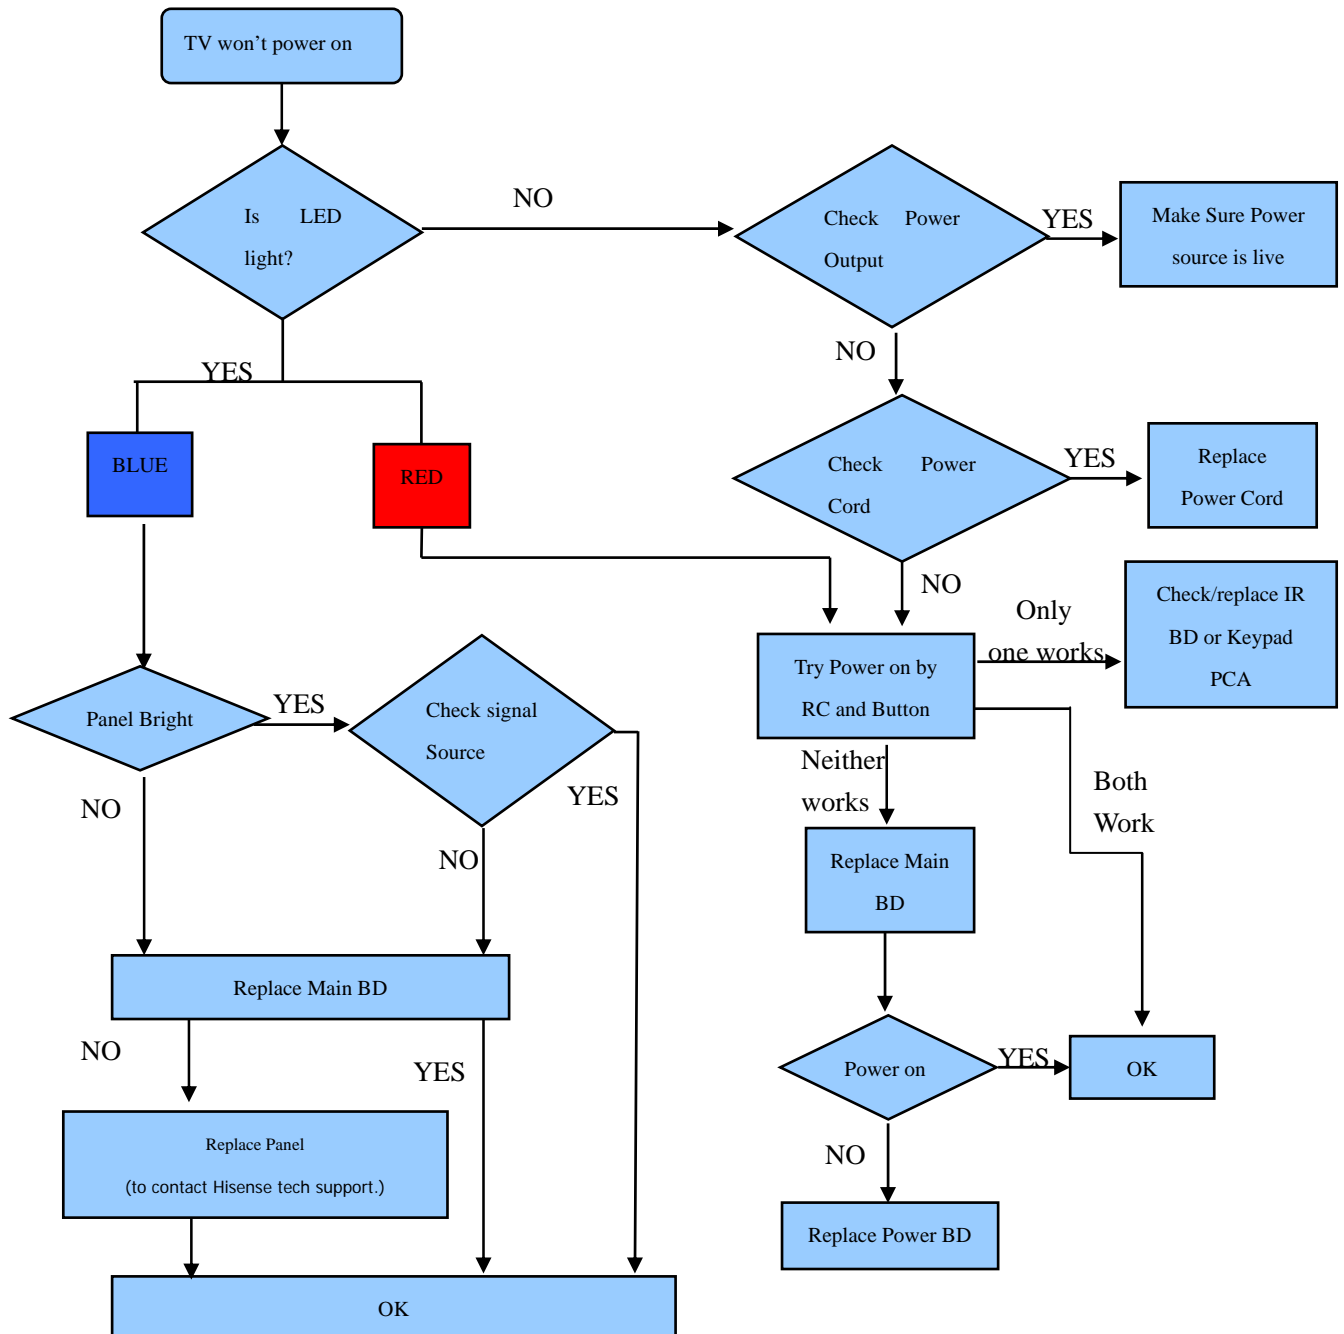 TV won’t power on
Is LED
light?
NO
Check Power
Output
YES
Make Sure Power
source is live
YES
NO
BLUE
RED
Check Power
Cord
YES
Replace
Power Cord
NO
Only
one works
Check/replace IR
BD or Keypad
PCA
Try Power on by
RC and Button
Panel Bright
YES
Check signal
Source
NO
YES
NO
Neither
works
Both
Work
Replace Main
BD
Replace Main BD
NO
YES
Power on
YES
OK
Replace Panel
(to contact Hisense tech support.)
NO
Replace Power BD
OK